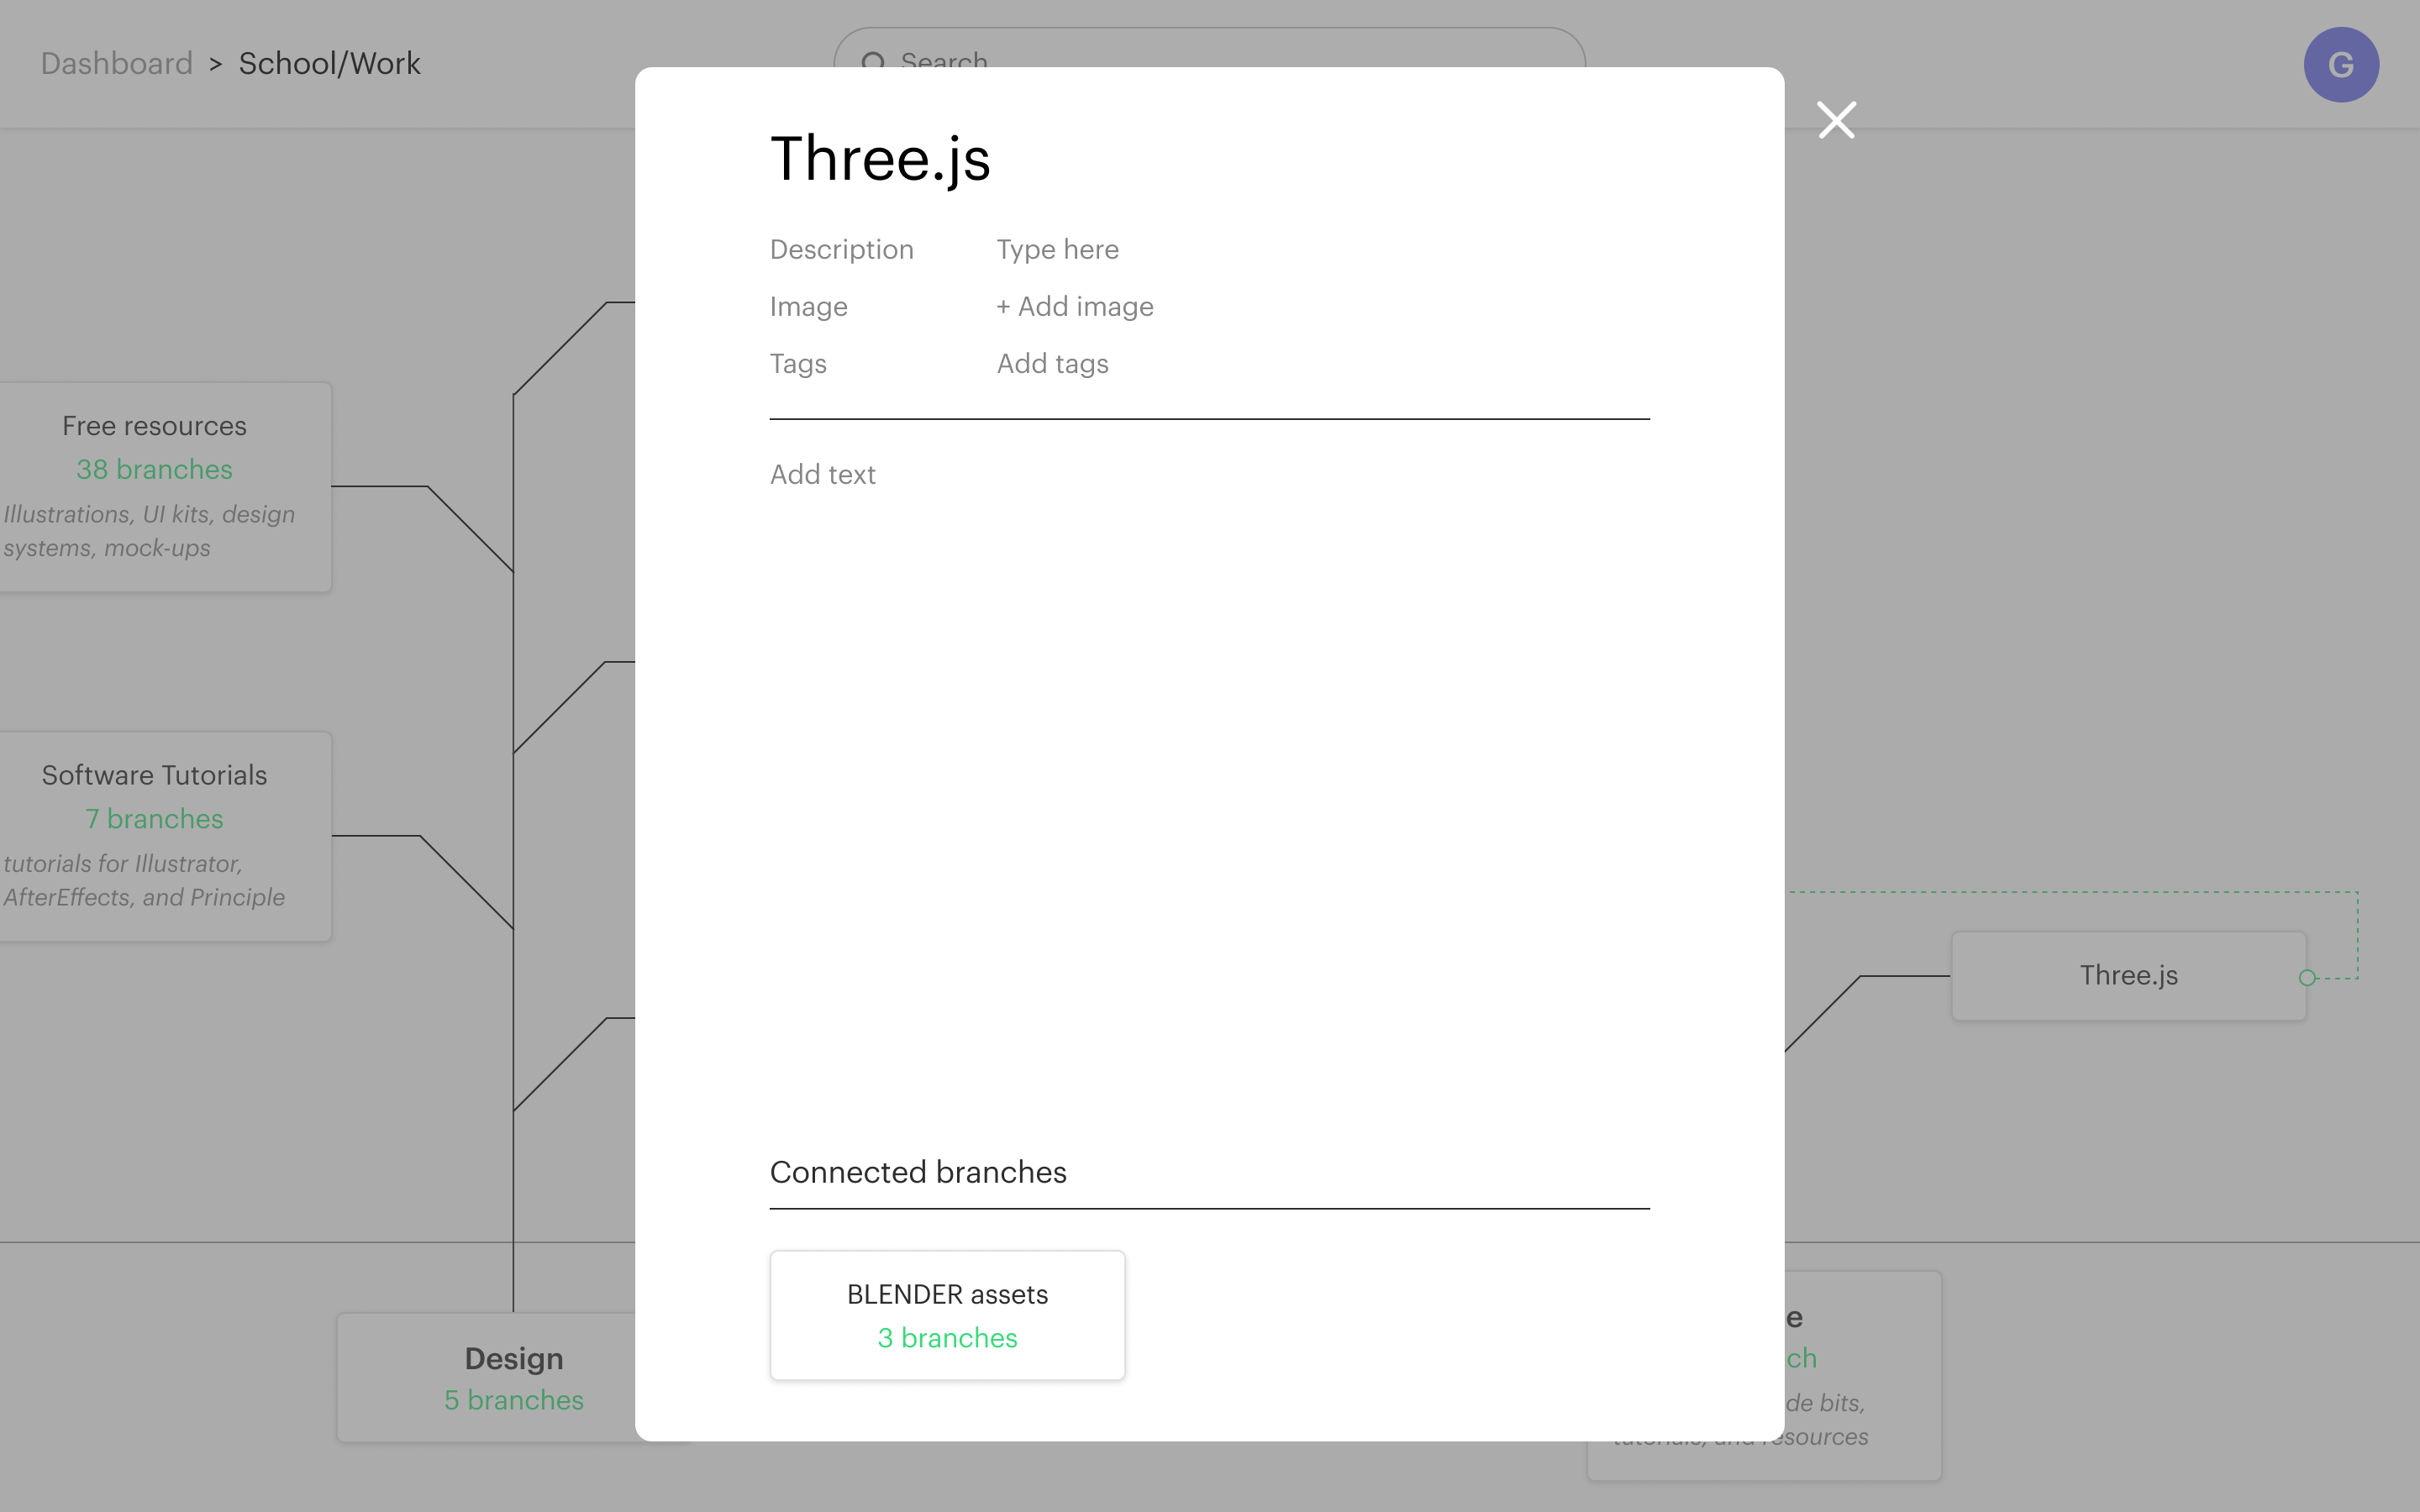 Dashboard > School/Work
Search
G
Three.js
Description Type here
Image + Add image
Tags Add tags
Add text
Connected branches
BLENDER assets
3 branches
Free resources
38 branches
Illustrations, UI kits, design
systems, mock-ups
Software Tutorials
7 branches
tutorials for Illustrator,
AfterEffects, and Principle
Three.js
Design
5 branches
e
ch
de bits,
tutorials, and resources